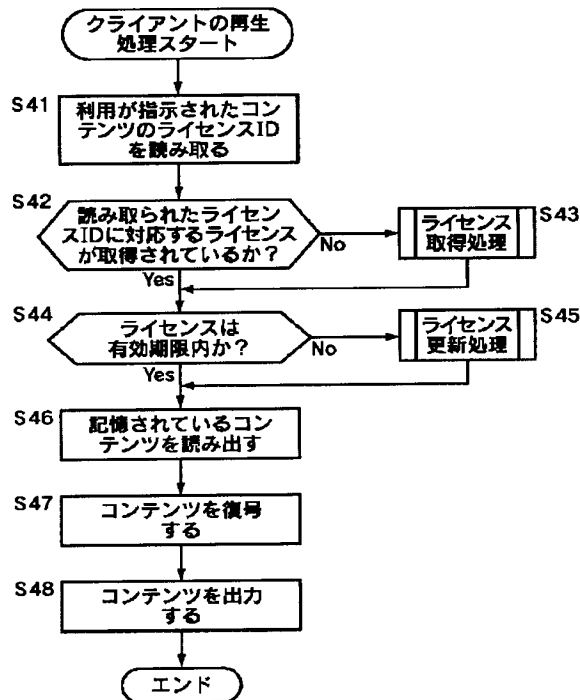 クライアントの再生
処理スタート
S41
利用が指示されたコン
テンツのライセンスID
を読み取る
S42
読み取られたライセン
スIDに対応するライセンス
が取得されているか？
No
S43
ライセンス
取得処理
Yes
S44
ライセンスは
有効期限内か？
No
S45
ライセンス
更新処理
Yes
S46
記憶されているコン
テンツを読み出す
S47
コンテンツを復号
する
S48
コンテンツを出力
する
エンド